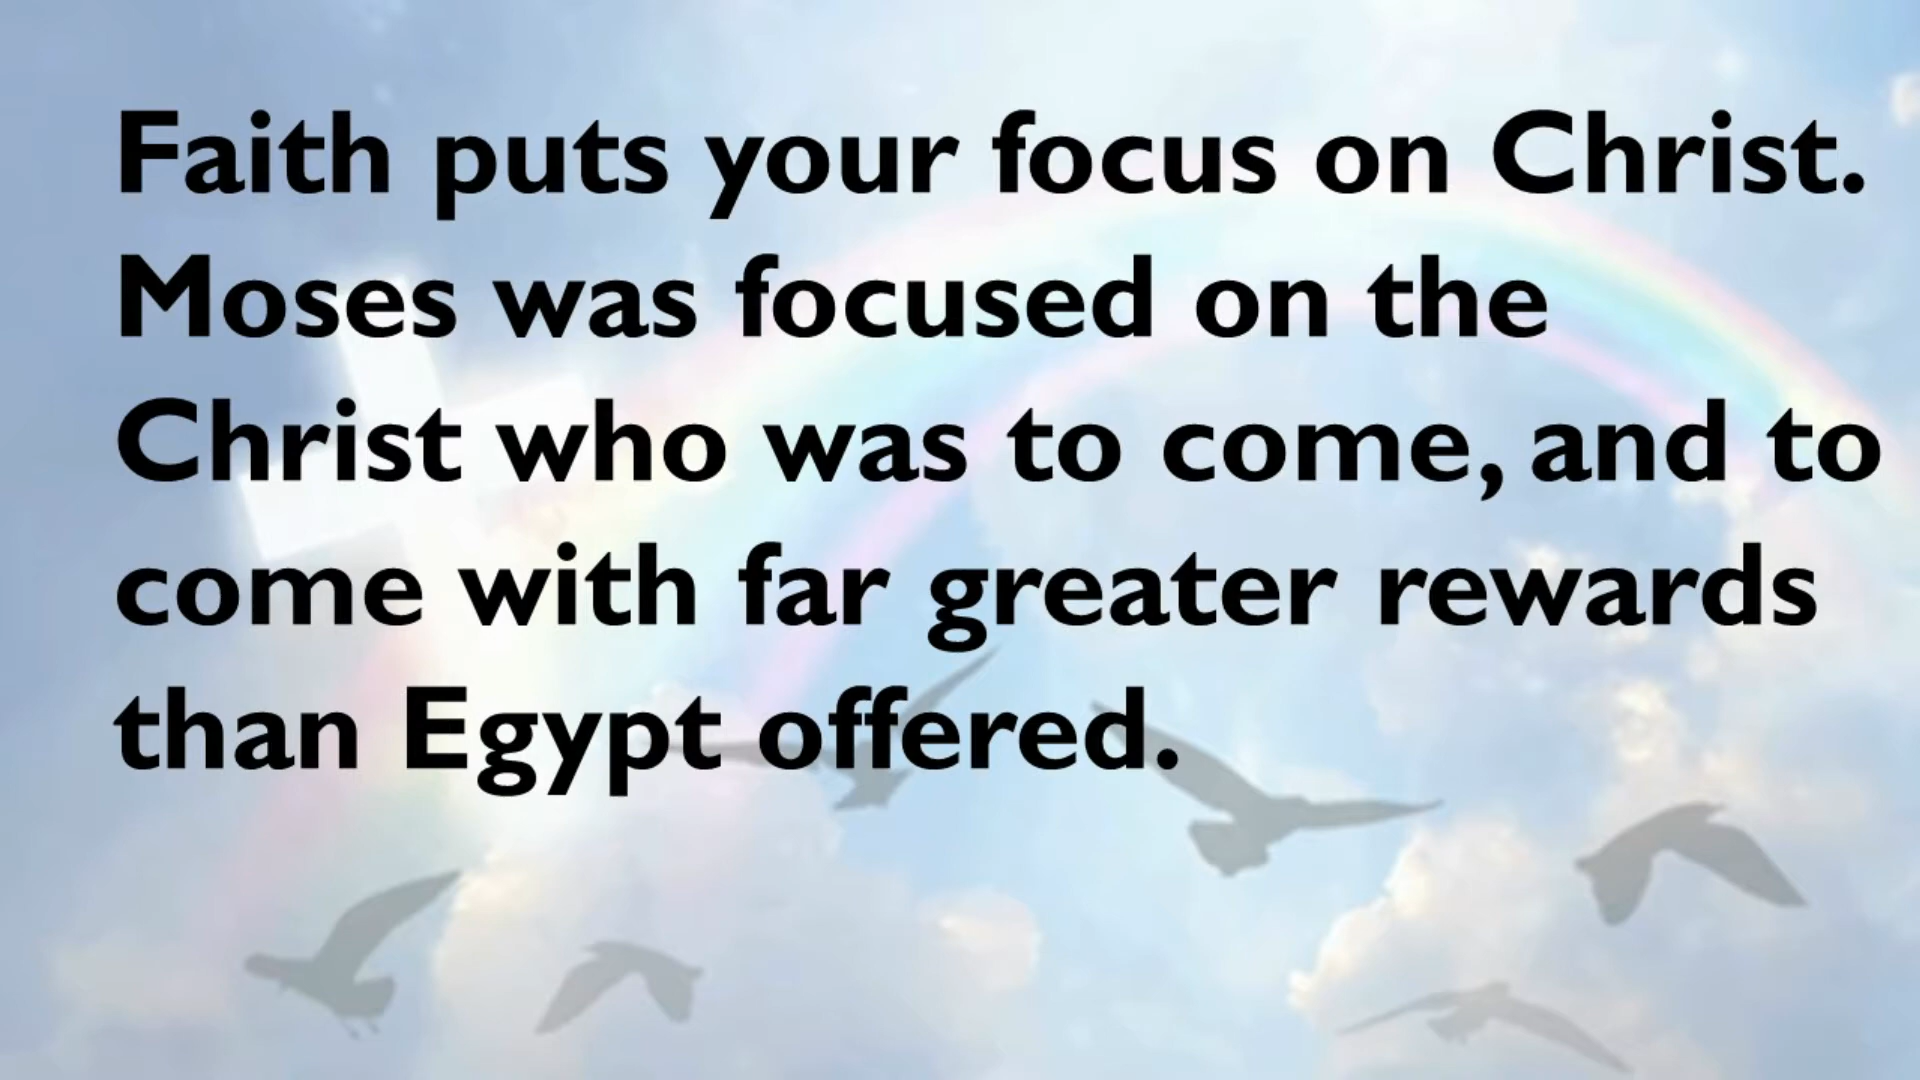 Faith puts your focus on Christ.
Moses was focused on the
Christ who was to come, and to
come with far greater rewards
than Egypt offered.